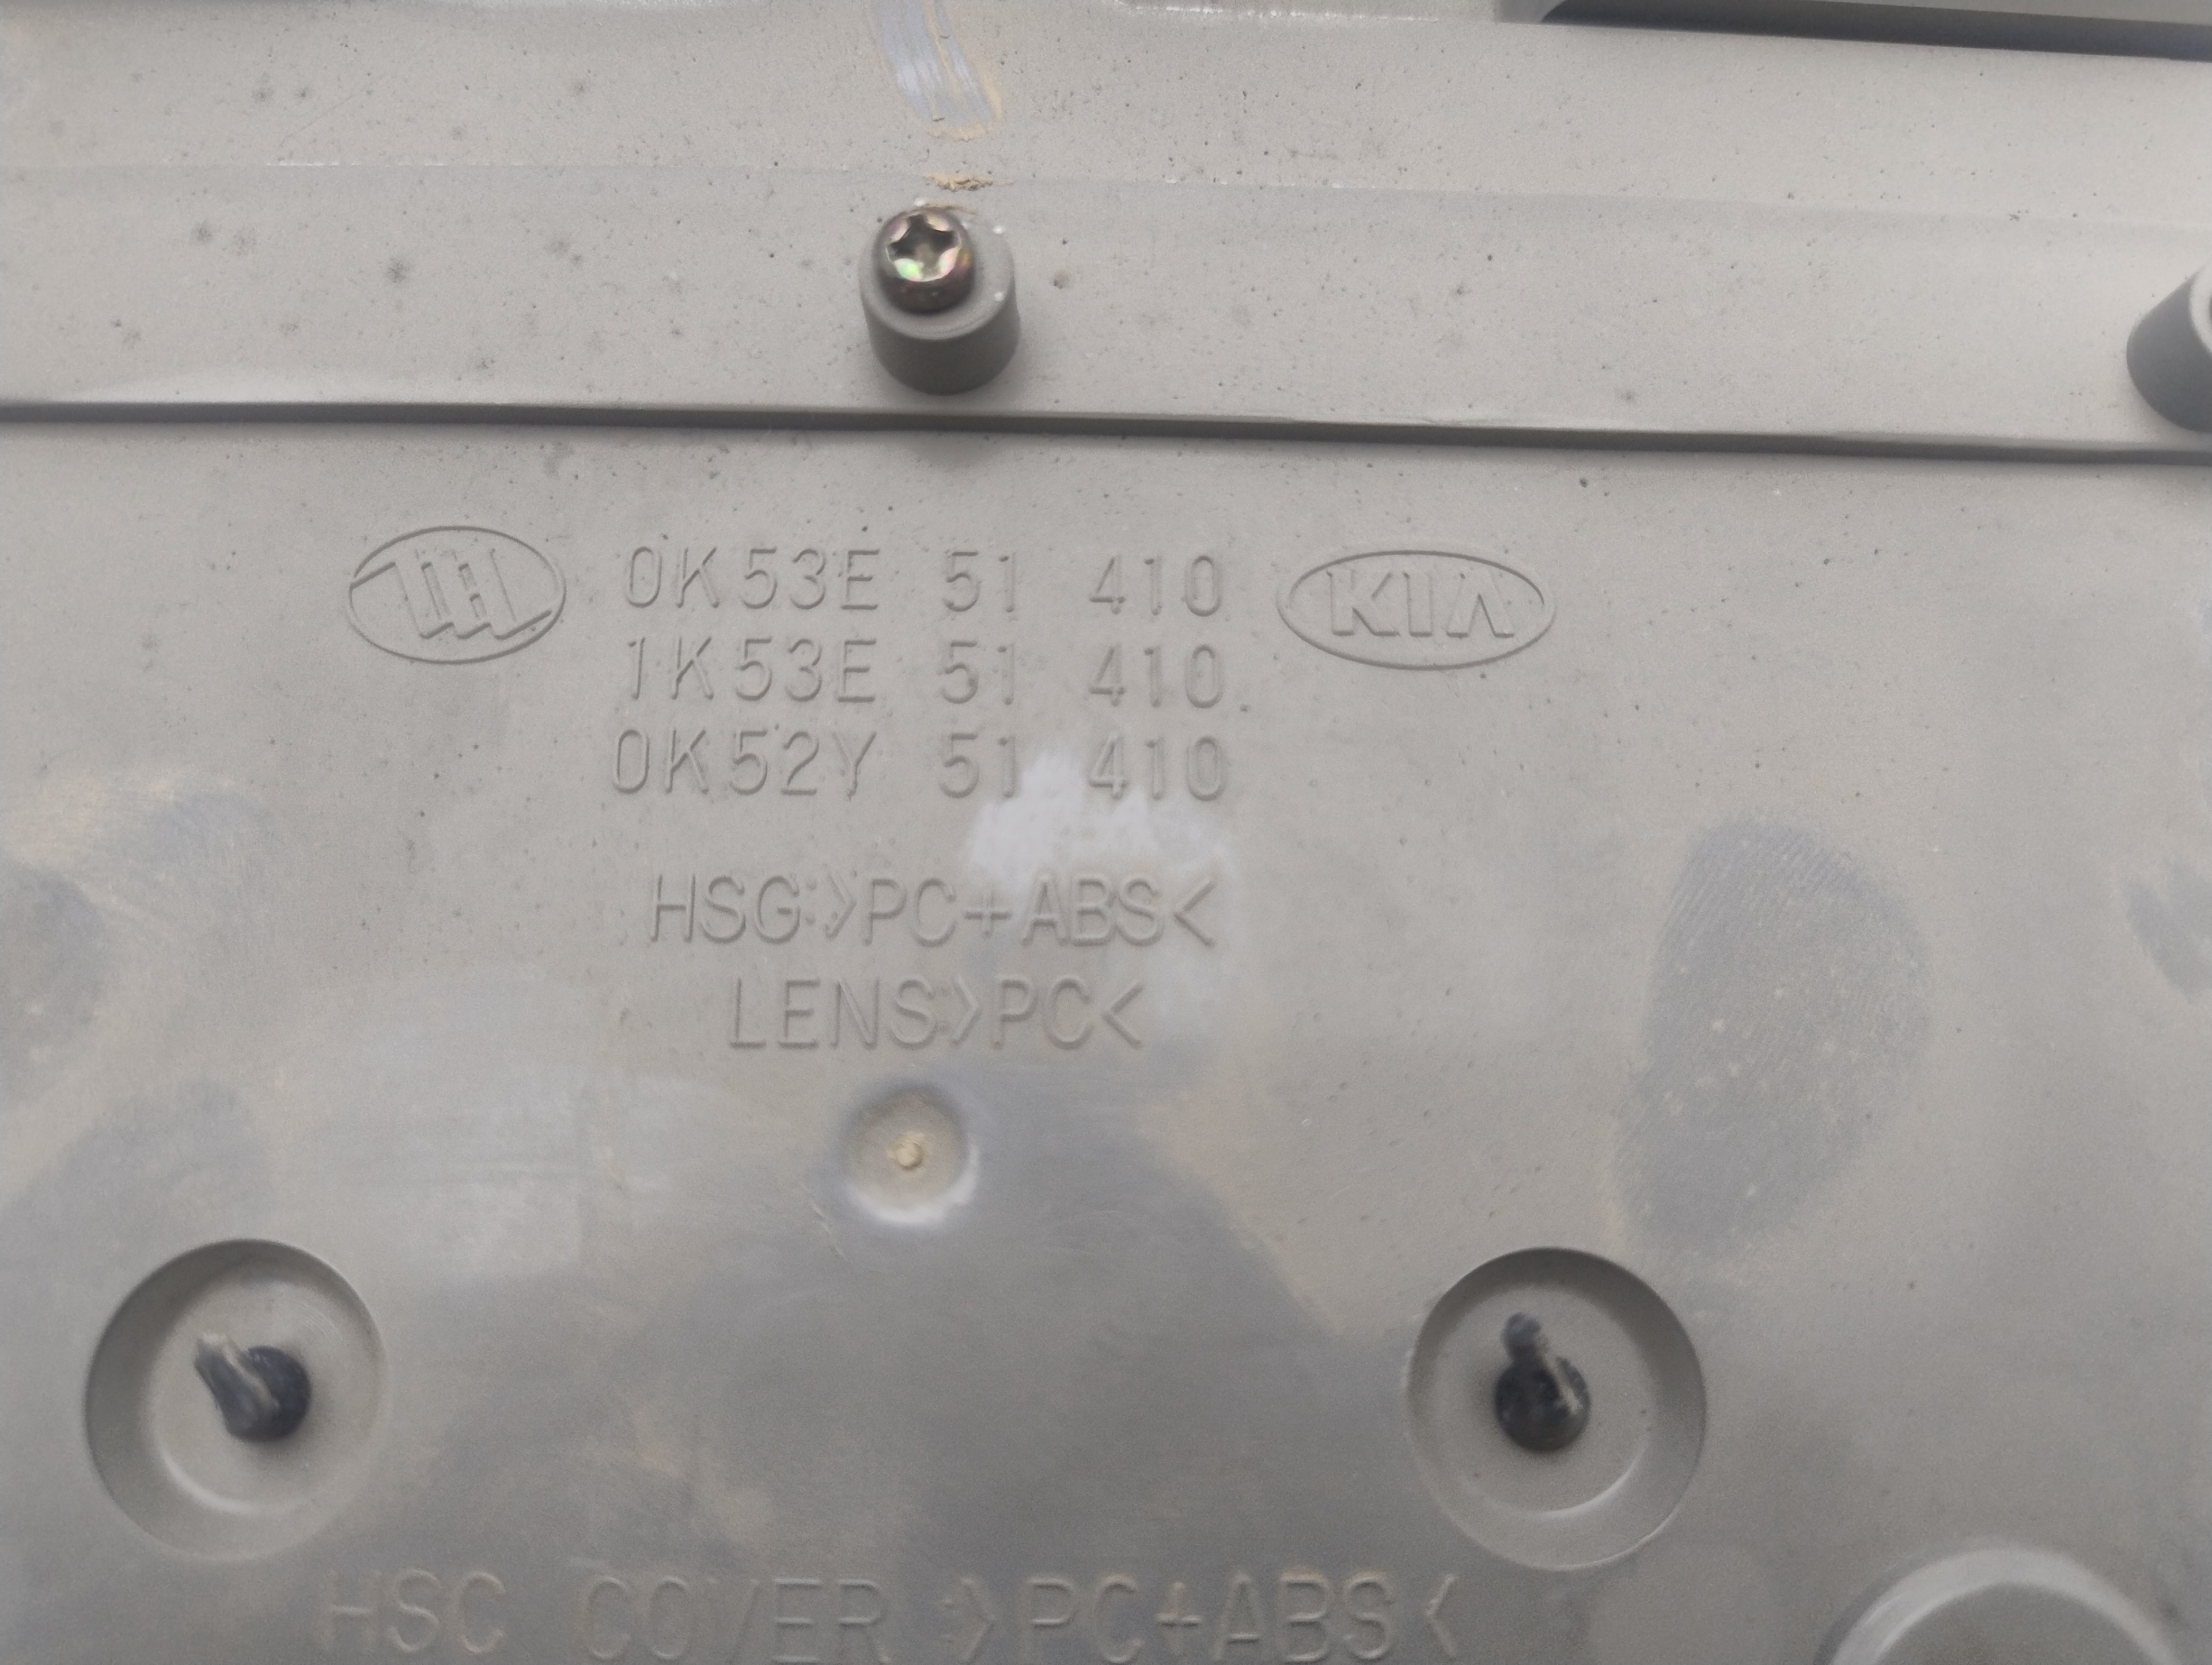 0K53E 51 410 KIA
1K53E 51 410
0K52Y 51 410
HSG:>PC+ABS<
LENS:>PC<
HSG COVER :>PC+ABS<